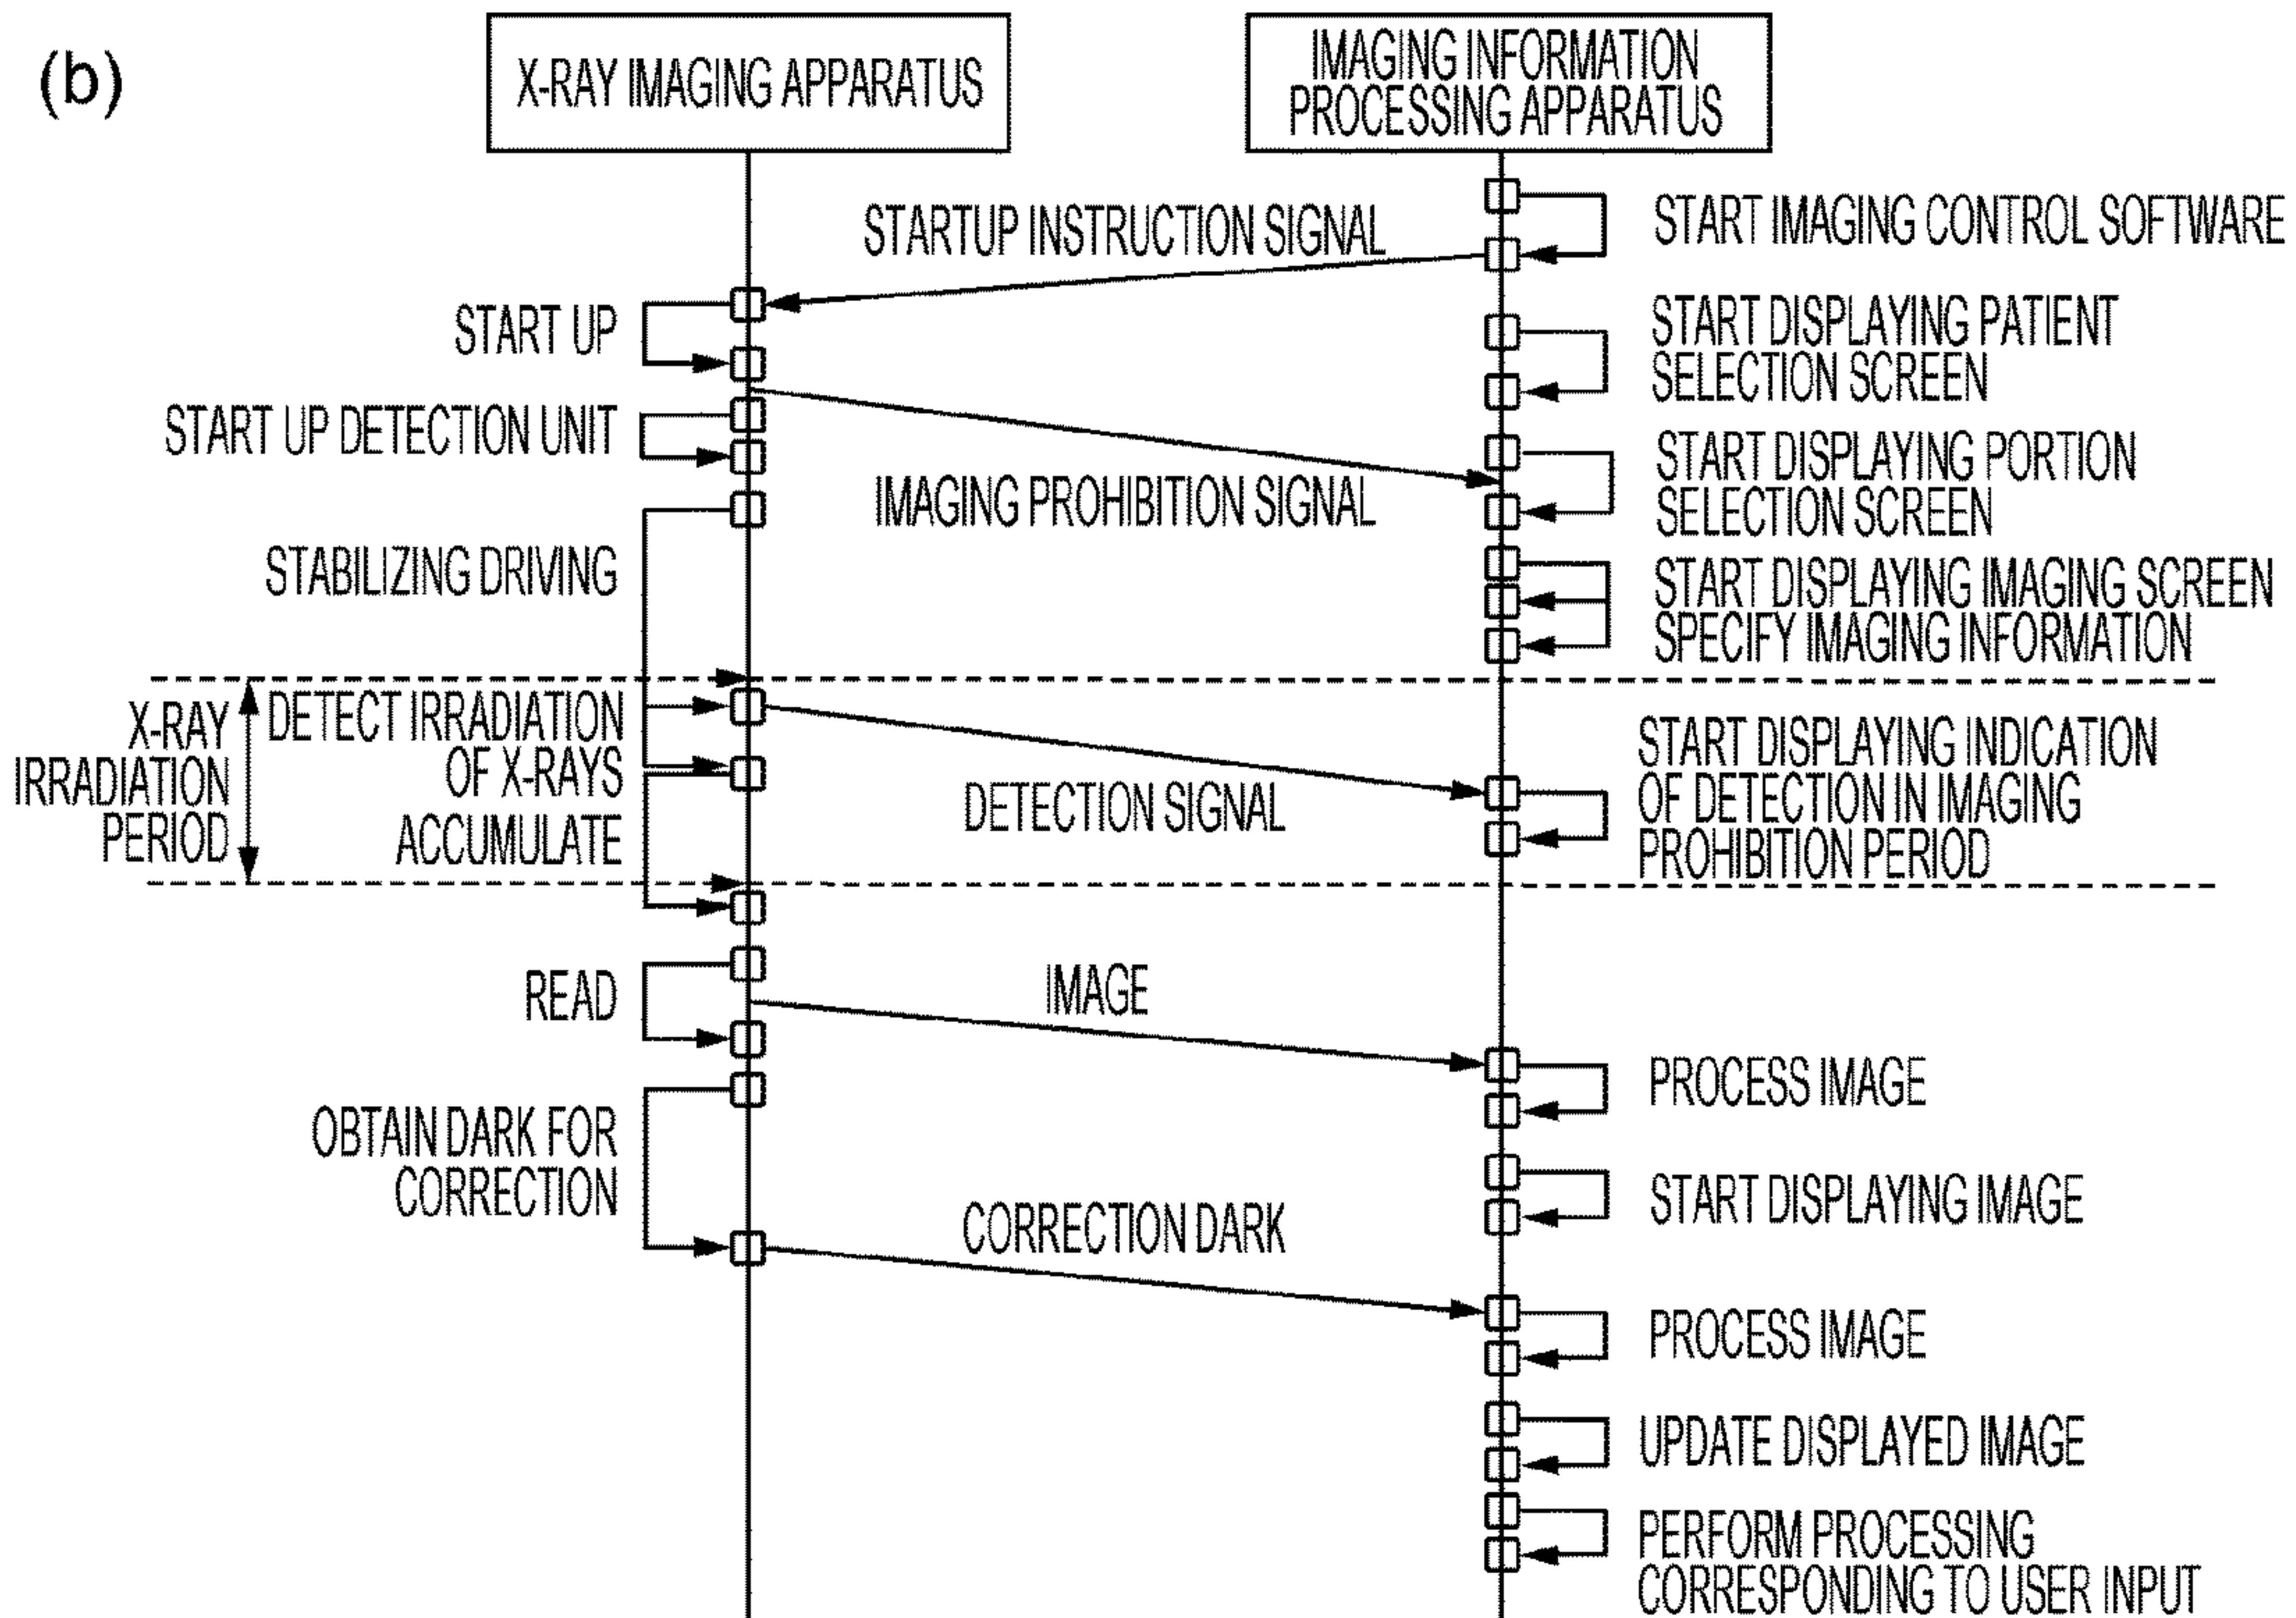 (b)
X-RAY IMAGING APPARATUS
IMAGING INFORMATION
PROCESSING APPARATUS
STARTUP INSTRUCTION SIGNAL
START IMAGING CONTROL SOFTWARE
START UP
START DISPLAYING PATIENT
SELECTION SCREEN
START UP DETECTION UNIT
IMAGING PROHIBITION SIGNAL
START DISPLAYING PORTION
SELECTION SCREEN
STABILIZING DRIVING
START DISPLAYING IMAGING SCREEN
SPECIFY IMAGING INFORMATION
X-RAY
IRRADIATION
PERIOD
DETECT IRRADIATION
OF X-RAYS
ACCUMULATE
DETECTION SIGNAL
START DISPLAYING INDICATION
OF DETECTION IN IMAGING
PROHIBITION PERIOD
READ
IMAGE
PROCESS IMAGE
OBTAIN DARK FOR
CORRECTION
START DISPLAYING IMAGE
CORRECTION DARK
PROCESS IMAGE
UPDATE DISPLAYED IMAGE
PERFORM PROCESSING
CORRESPONDING TO USER INPUT